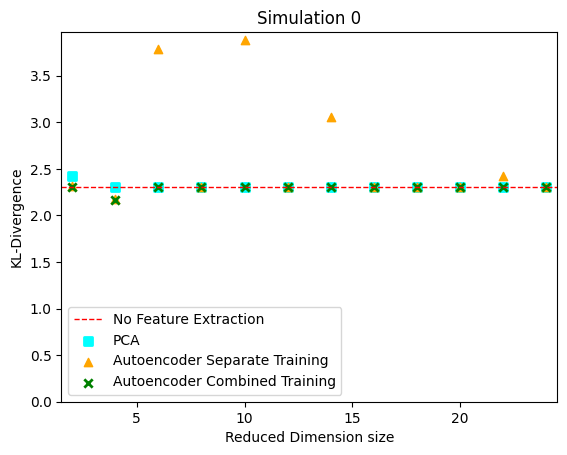 Simulation 0
3.5
3.0
2.5
2.0
1.5
1.0
0.5
0.0
KL-Divergence
No Feature Extraction
PCA
Autoencoder Separate Training
Autoencoder Combined Training
5 10 15 20
Reduced Dimension size